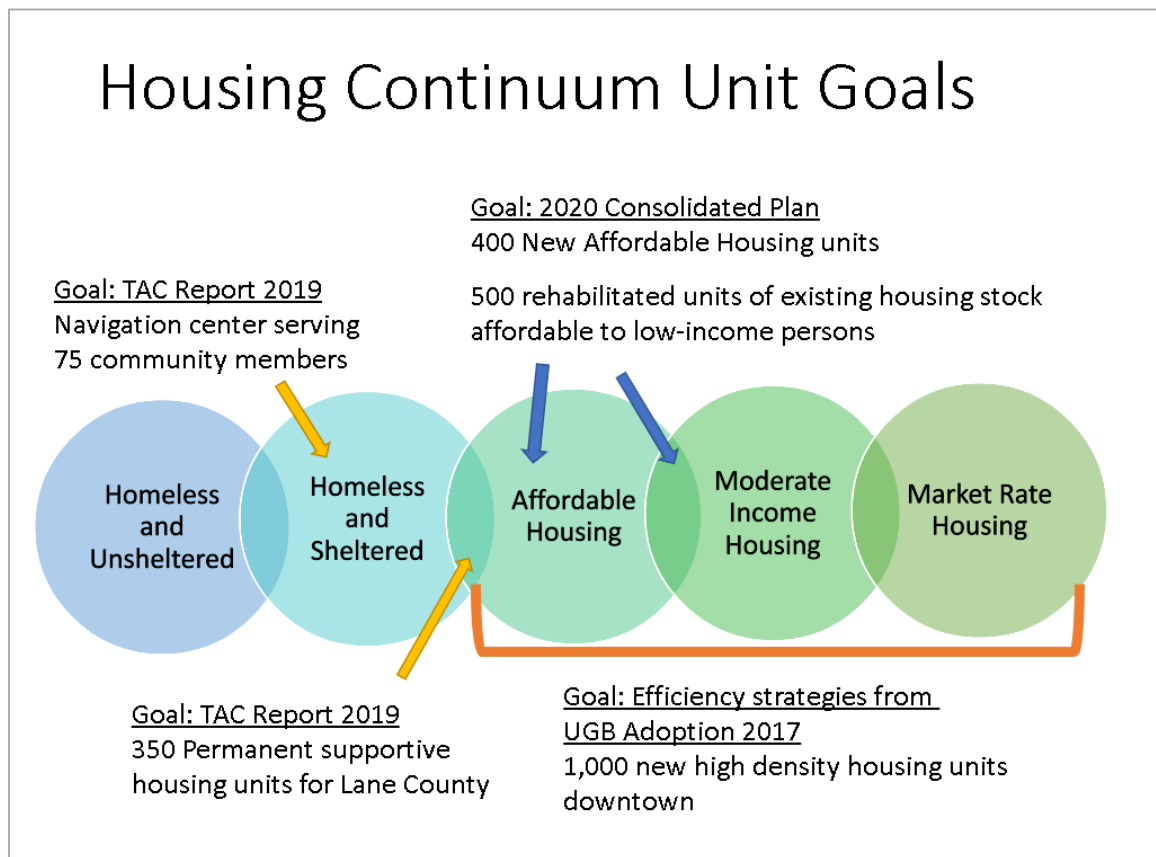 Housing Continuum Unit Goals
Goal: 2020 Consolidated Plan
400 New Affordable Housing units
500 rehabilitated units of existing housing stock
affordable to low-income persons
Goal: TAC Report 2019
Navigation center serving
75 community members
Homeless
and
Unsheltered
Homeless
and
Sheltered
Affordable
Housing
Moderate
Income
Housing
Market Rate
Housing
Goal: TAC Report 2019
350 Permanent supportive
housing units for Lane County
Goal: Efficiency strategies from
UGB Adoption 2017
1,000 new high density housing units
downtown